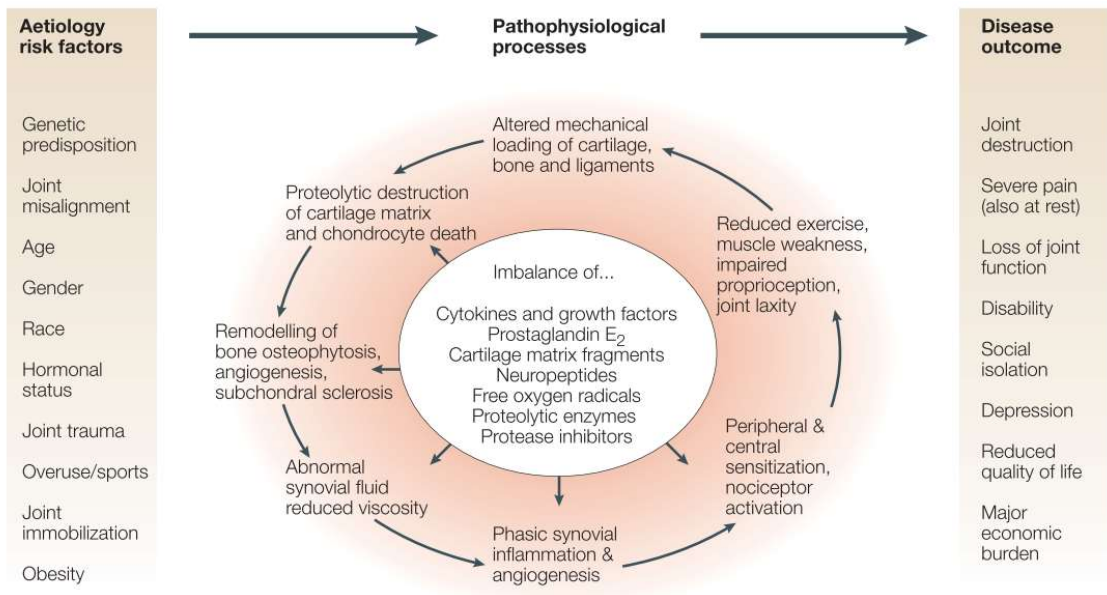 Aetiology
risk factors
Pathophysiological
processes
Disease
outcome
Genetic
predisposition
Joint
misalignment
Age
Gender
Race
Hormonal
status
Joint trauma
Overuse/sports
Joint
immobilization
Obesity
Altered mechanical
loading of cartilage,
bone and ligaments
Proteolytic destruction
of cartilage matrix
and chondrocyte death
Remodelling of
bone osteophytosis,
angiogenesis,
subchondral sclerosis
Abnormal
synovial fluid
reduced viscosity
Phasic synovial
inflammation &
angiogenesis
Peripheral &
central
sensitization,
nociceptor
activation
Reduced exercise,
muscle weakness,
impaired
proprioception,
joint laxity
Imbalance of...
Cytokines and growth factors
Prostaglandin E2
Cartilage matrix fragments
Neuropeptides
Free oxygen radicals
Proteolytic enzymes
Protease inhibitors
Joint
destruction
Severe pain
(also at rest)
Loss of joint
function
Disability
Social
isolation
Depression
Reduced
quality of life
Major
economic
burden